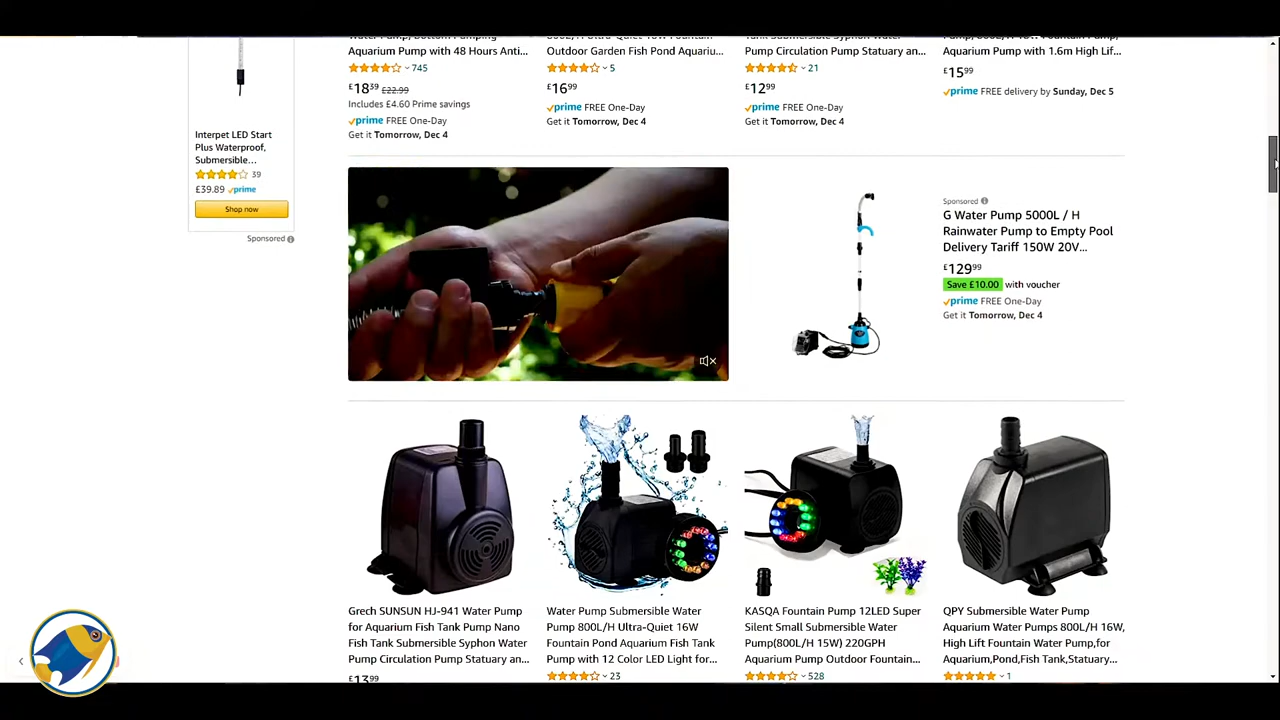 Aquarium Pump with 48 Hours Anti...
★ 745
£18.39 £22.99
Includes £4.60 Prime savings
prime FREE One-Day
Get it Tomorrow, Dec 4
Outdoor Garden Fish Pond Aquariu...
5
£16.99
prime FREE One-Day
Get it Tomorrow, Dec 4
Pump Circulation Pump Statuary an...
21
£12.99
prime FREE One-Day
Get it Tomorrow, Dec 4
Aquarium Pump with 1.6m High Lif...
£15.99
prime FREE delivery by Sunday, Dec 5
Interpet LED Start
Plus Waterproof,
Submersible...
39
£39.89 prime
Shop now
Sponsored
Sponsored
G Water Pump 5000L / H
Rainwater Pump to Empty Pool
Delivery Tariff 150W 20V...
£129.99
Save £10.00 with voucher
prime FREE One-Day
Get it Tomorrow, Dec 4
Grech SUNSUN HJ-941 Water Pump
for Aquarium Fish Tank Pump Nano
Fish Tank Submersible Syphon Water
Pump Circulation Pump Statuary an...
£13.99
Water Pump Submersible Water
Pump 800L/H Ultra-Quiet 16W
Fountain Pond Aquarium Fish Tank
Pump with 12 Color LED Light for...
23
KASQA Fountain Pump 12LED Super
Silent Small Submersible Water
Pump(800L/H 15W) 220GPH
Aquarium Pump Outdoor Fountain...
528
QPY Submersible Water Pump
Aquarium Water Pumps 800L/H 16W,
High Lift Fountain Water Pump,for
Aquarium,Pond,Fish Tank,Statuary...
1